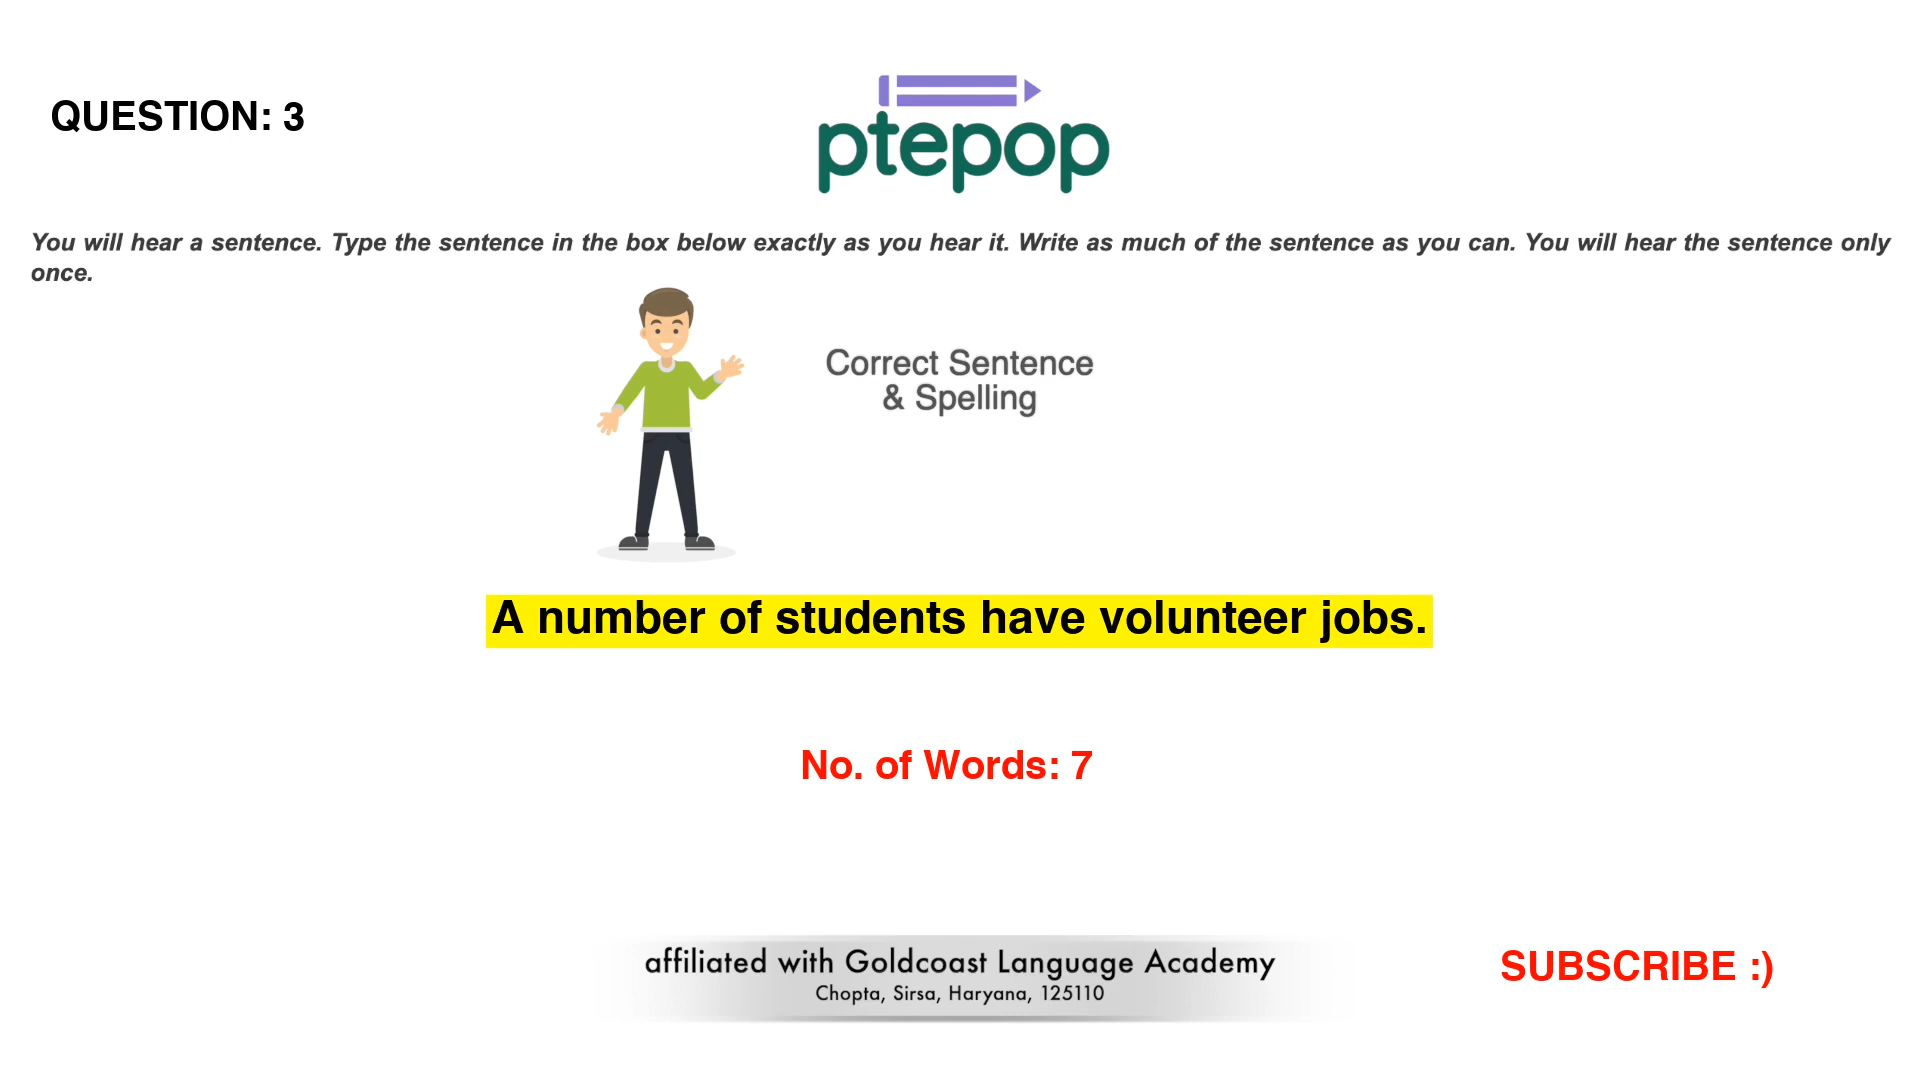 QUESTION: 3
ptepop
You will hear a sentence. Type the sentence in the box below exactly as you hear it. Write as much of the sentence as you can. You will hear the sentence only
once.
Correct Sentence
& Spelling
A number of students have volunteer jobs.
No. of Words: 7
affiliated with Goldcoast Language Academy
Chopta, Sirsa, Haryana, 125110
SUBSCRIBE :)